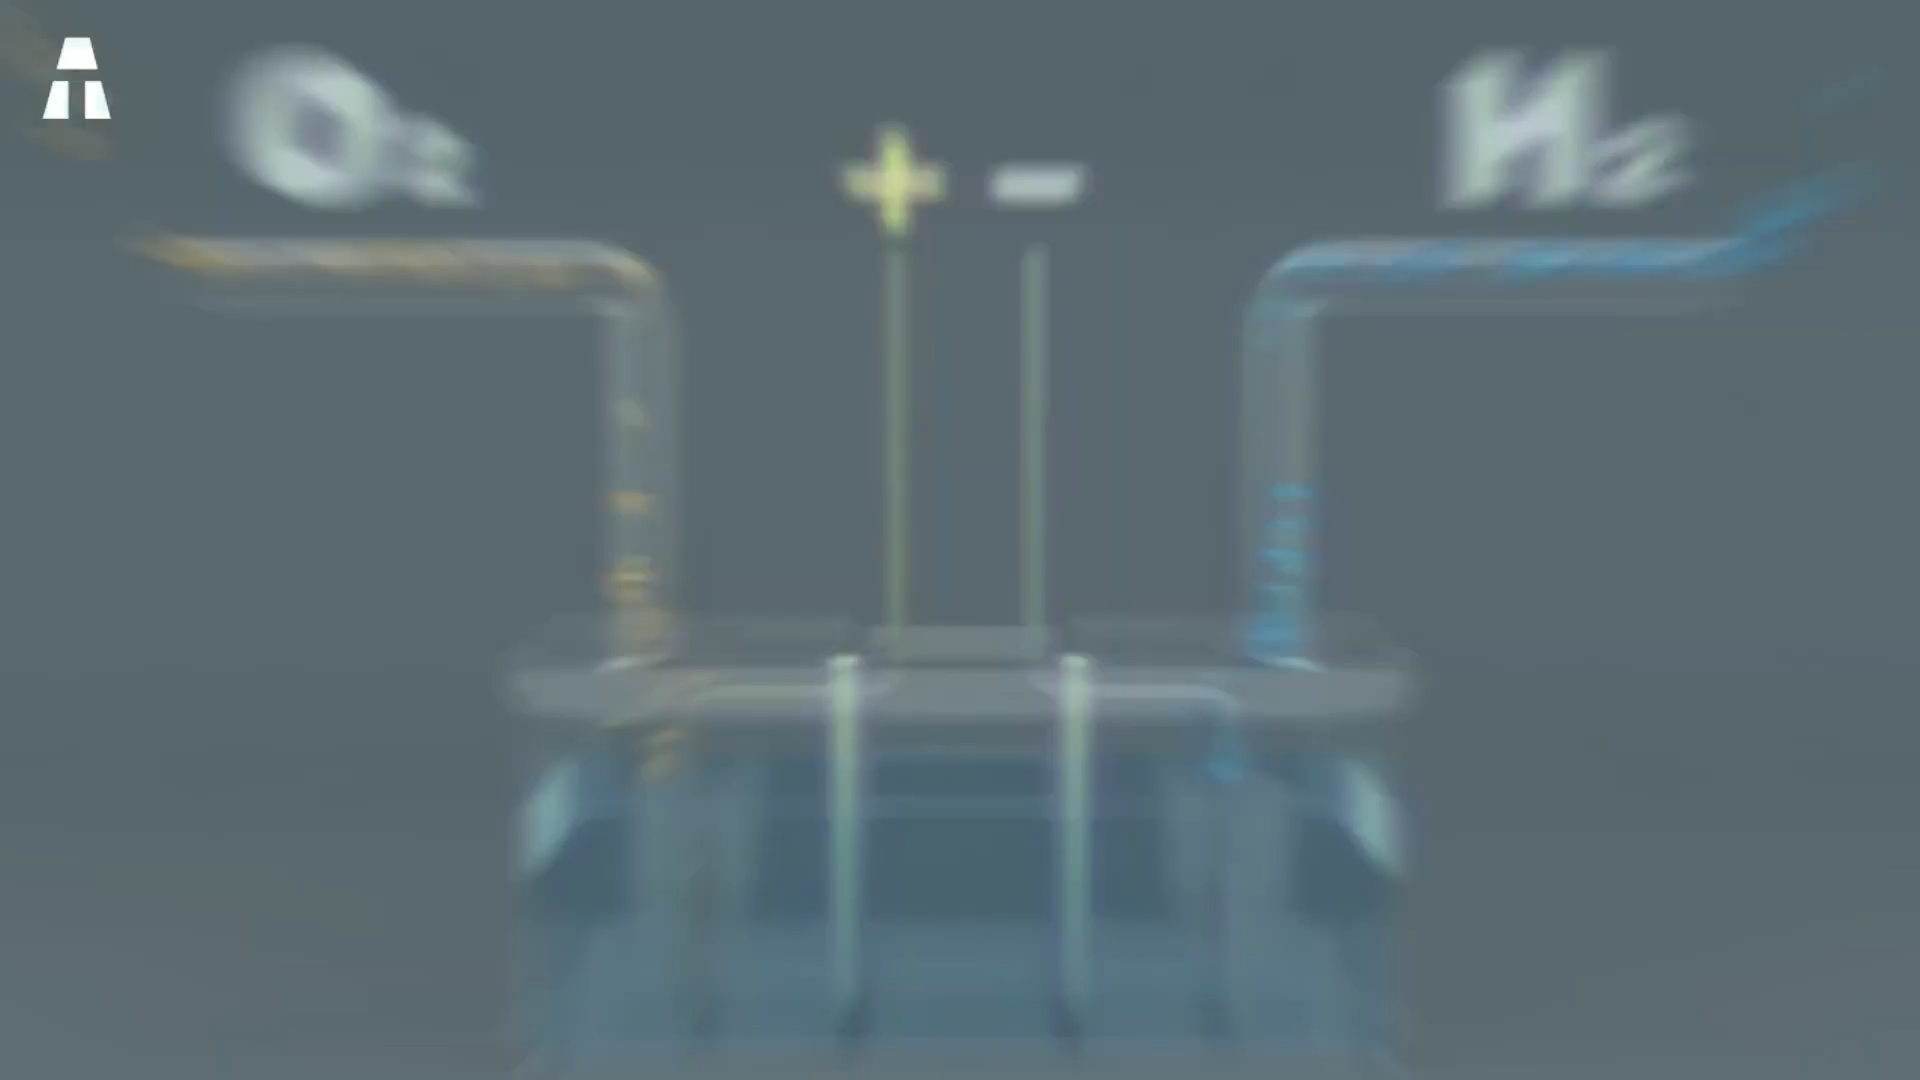 O₂
+ -
H₂